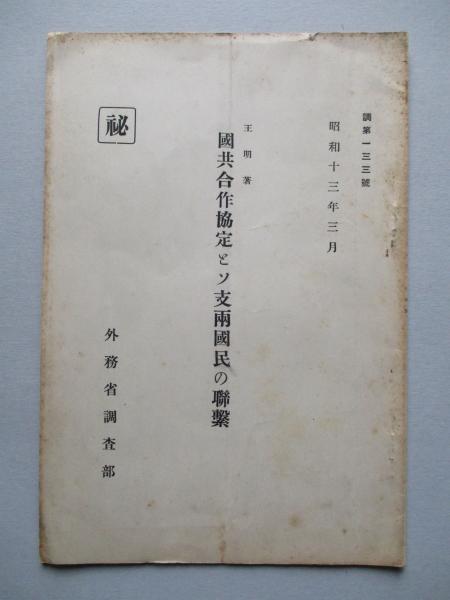 調第一三三號
昭和十三年三月
王明著
國共合作協定とソ支兩國民の聯繫
外務省調査部
秘